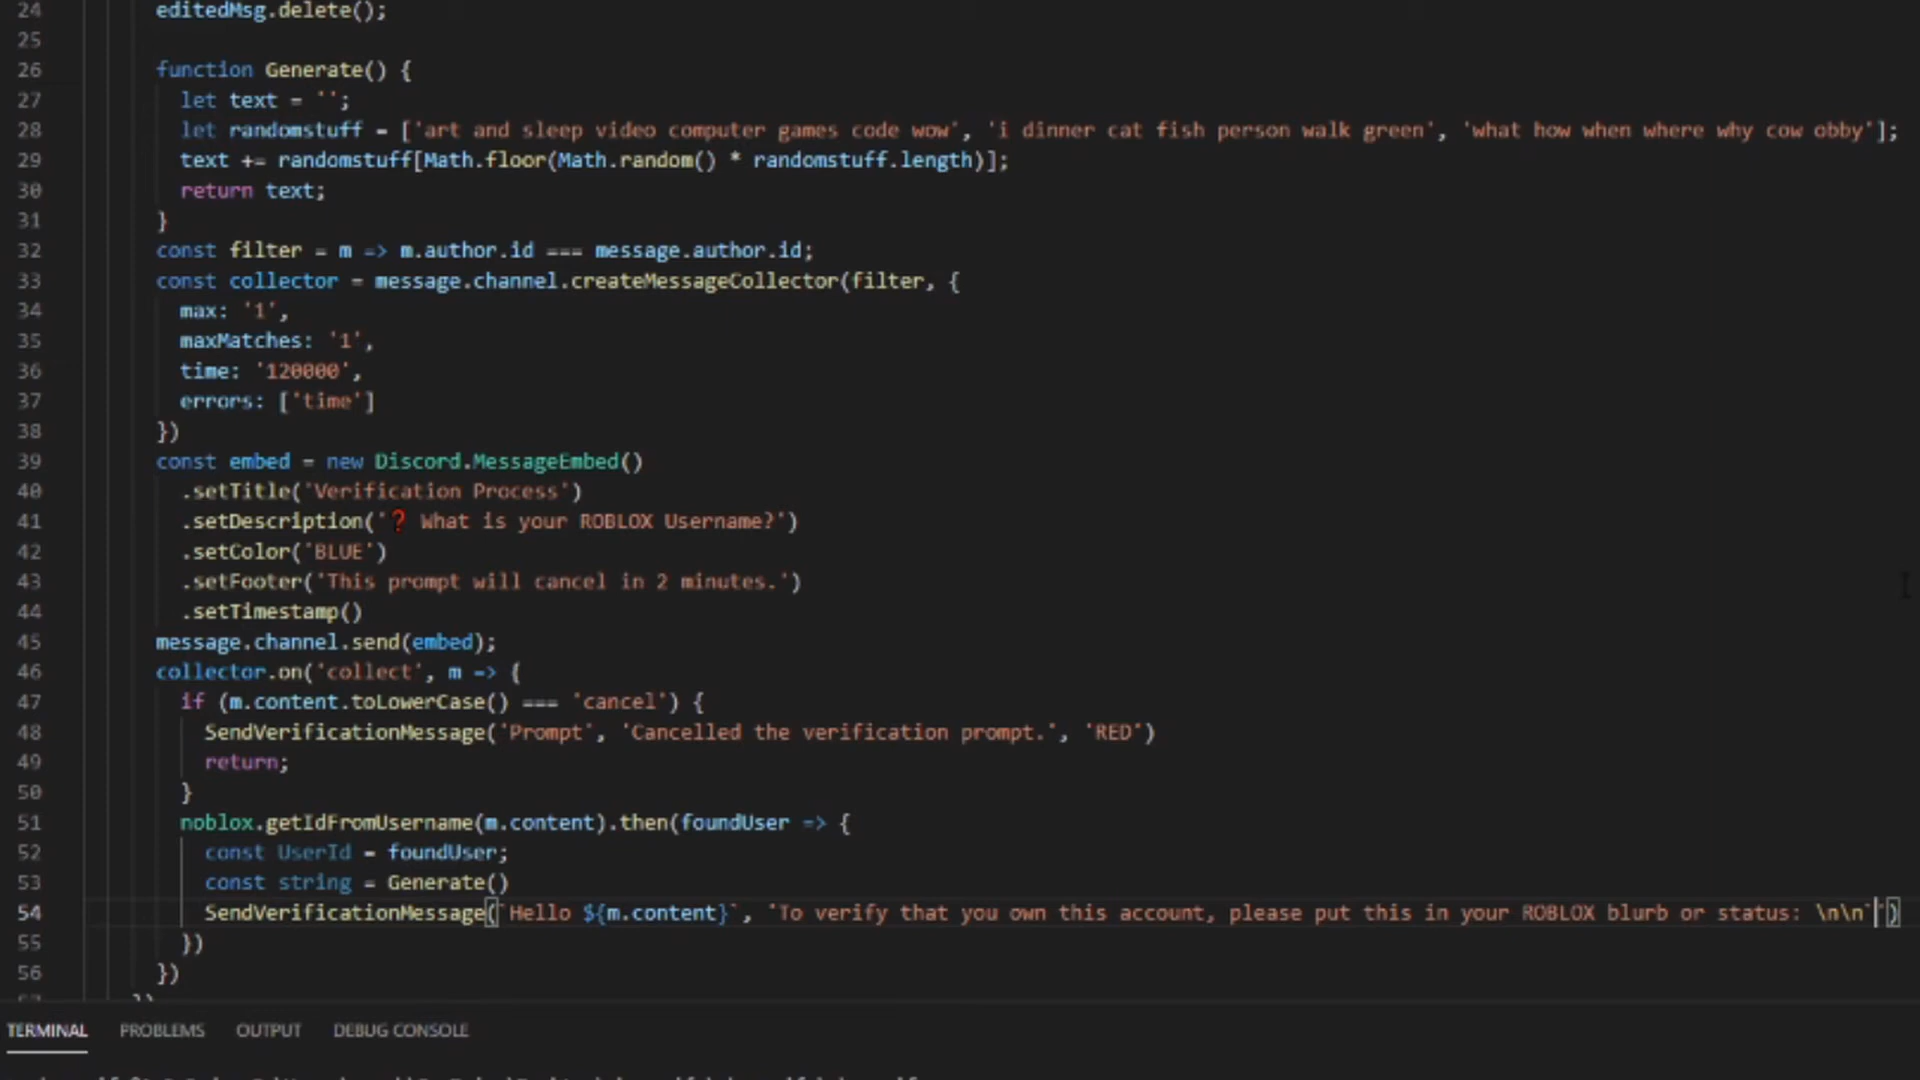 24 editedMsg.delete();
25
26 function Generate() {
27 let text = '';
28 let randomstuff = ['art and sleep video computer games code wow', 'i dinner cat fish person walk green', 'what how when where why cow obby'];
29 text += randomstuff[Math.floor(Math.random() * randomstuff.length)];
30 return text;
31 }
32 const filter = m => m.author.id === message.author.id;
33 const collector = message.channel.createMessageCollector(filter, {
34 max: '1',
35 maxMatches: '1',
36 time: '120000',
37 errors: ['time']
38 })
39 const embed = new Discord.MessageEmbed()
40 .setTitle('Verification Process')
41 .setDescription('❓ What is your ROBLOX Username?')
42 .setColor('BLUE')
43 .setFooter('This prompt will cancel in 2 minutes.')
44 .setTimestamp()
45 message.channel.send(embed);
46 collector.on('collect', m => {
47 if (m.content.toLowerCase() === 'cancel') {
48 SendVerificationMessage('Prompt', 'Cancelled the verification prompt.', 'RED')
49 return;
50 }
51 noblox.getIdFromUsername(m.content).then(foundUser => {
52 const UserId = foundUser;
53 const string = Generate()
54 SendVerificationMessage(`Hello ${m.content}`, 'To verify that you own this account, please put this in your ROBLOX blurb or status: \n\n`')
55 })
56 })
TERMINAL PROBLEMS OUTPUT DEBUG CONSOLE